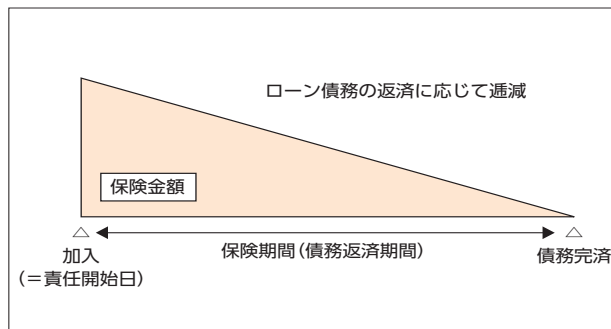 ローン債務の返済に応じて逓減
保険金額
加入
(＝責任開始日)
保険期間(債務返済期間)
債務完済